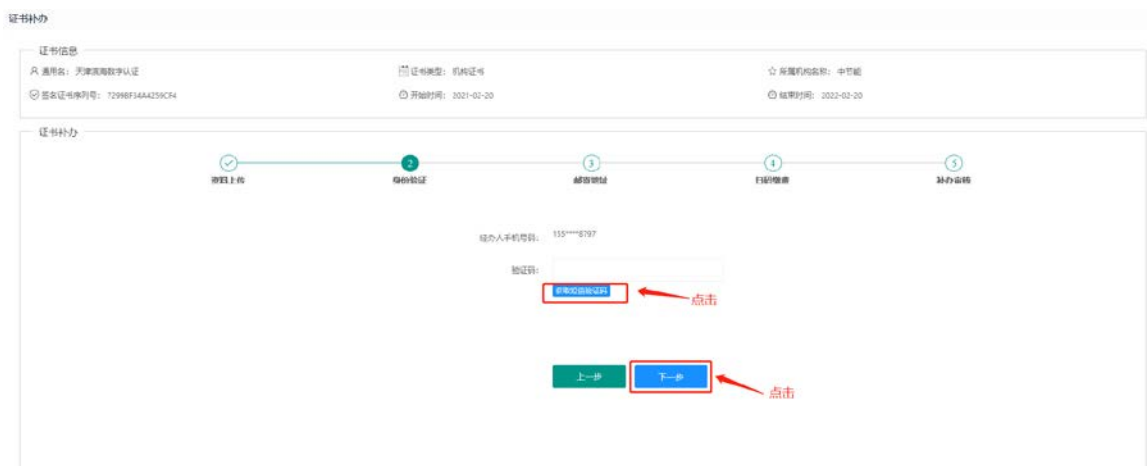 证书补办
证书信息
通用名： 天津滨海数字认证
证书类型： 机构证书
所属机构名称： 中节能
签名证书序列号： 7299BF34A4259CF4
开始时间： 2021-02-20
结束时间： 2022-02-20
证书补办
2
3
4
5
资料上传
身份验证
邮寄地址
扫码缴费
补办审核
经办人手机号码： 155****8797
验证码：
获取短信验证码
点击
上一步
下一步
点击